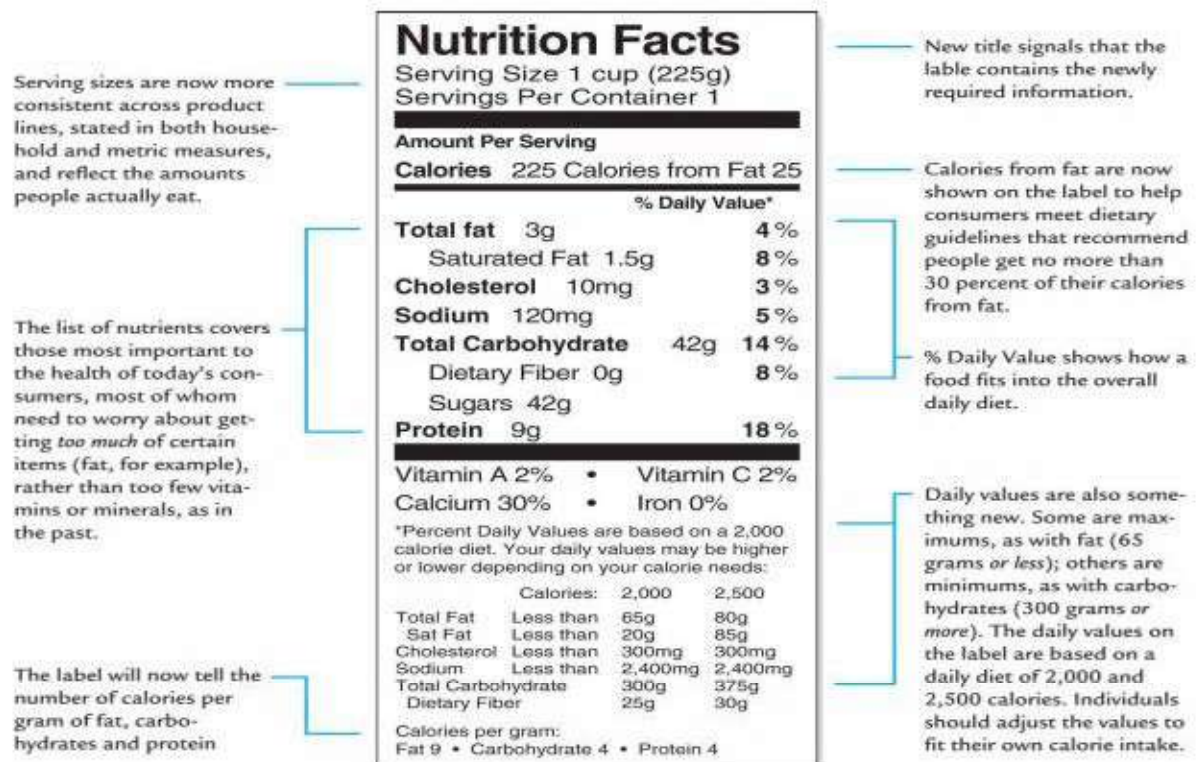 Serving sizes are now more
consistent across product
lines, stated in both house-
hold and metric measures,
and reflect the amounts
people actually eat.
The list of nutrients covers
those most important to
the health of today's con-
sumers, most of whom
need to worry about get-
ting too much of certain
items (fat, for example),
rather than too few vita-
mins or minerals, as in
the past.
The label will now tell the
number of calories per
gram of fat, carbo-
hydrates and protein
Nutrition Facts
Serving Size 1 cup (225g)
Servings Per Container 1
Amount Per Serving
Calories 225 Calories from Fat 25
% Daily Value*
Total fat 3g 4%
Saturated Fat 1.5g 8%
Cholesterol 10mg 3%
Sodium 120mg 5%
Total Carbohydrate 42g 14%
Dietary Fiber 0g 8%
Sugars 42g
Protein 9g 18%
Vitamin A 2% • Vitamin C 2%
Calcium 30% • Iron 0%
*Percent Daily Values are based on a 2,000
calorie diet. Your daily values may be higher
or lower depending on your calorie needs:
Calories: 2,000 2,500
Total Fat Less than 65g 80g
Sat Fat Less than 20g 85g
Cholesterol Less than 300mg 300mg
Sodium Less than 2,400mg 2,400mg
Total Carbohydrate 300g 375g
Dietary Fiber 25g 30g
Calories per gram:
Fat 9 • Carbohydrate 4 • Protein 4
New title signals that the
lable contains the newly
required information.
Calories from fat are now
shown on the label to help
consumers meet dietary
guidelines that recommend
people get no more than
30 percent of their calories
from fat.
% Daily Value shows how a
food fits into the overall
daily diet.
Daily values are also some-
thing new. Some are max-
imums, as with fat (65
grams or less); others are
minimums, as with carbo-
hydrates (300 grams or
more). The daily values on
the label are based on a
daily diet of 2,000 and
2,500 calories. Individuals
should adjust the values to
fit their own calorie intake.